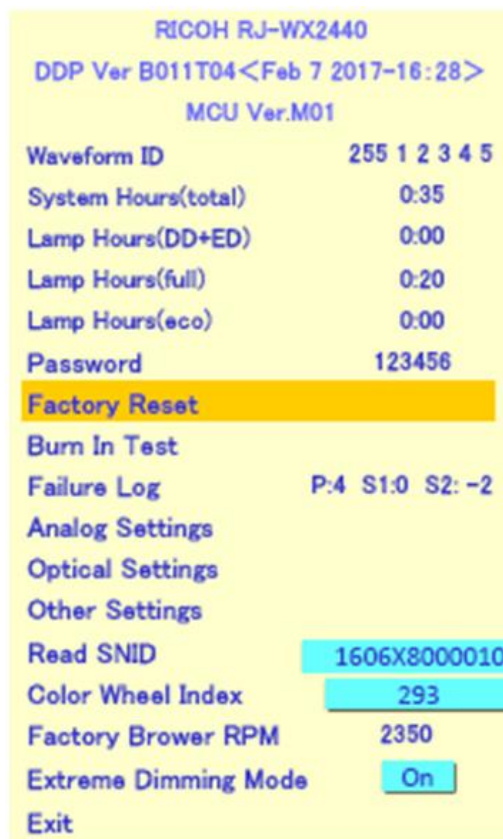 RICOH RJ-WX2440
DDP Ver B011T04<Feb 7 2017-16:28>
MCU Ver.M01
Waveform ID 255 1 2 3 4 5
System Hours(total) 0:35
Lamp Hours(DD+ED) 0:00
Lamp Hours(full) 0:20
Lamp Hours(eco) 0:00
Password 123456
Factory Reset
Burn In Test
Failure Log P:4 S1:0 S2: -2
Analog Settings
Optical Settings
Other Settings
Read SNID 1606X8000010
Color Wheel Index 293
Factory Brower RPM 2350
Extreme Dimming Mode On
Exit